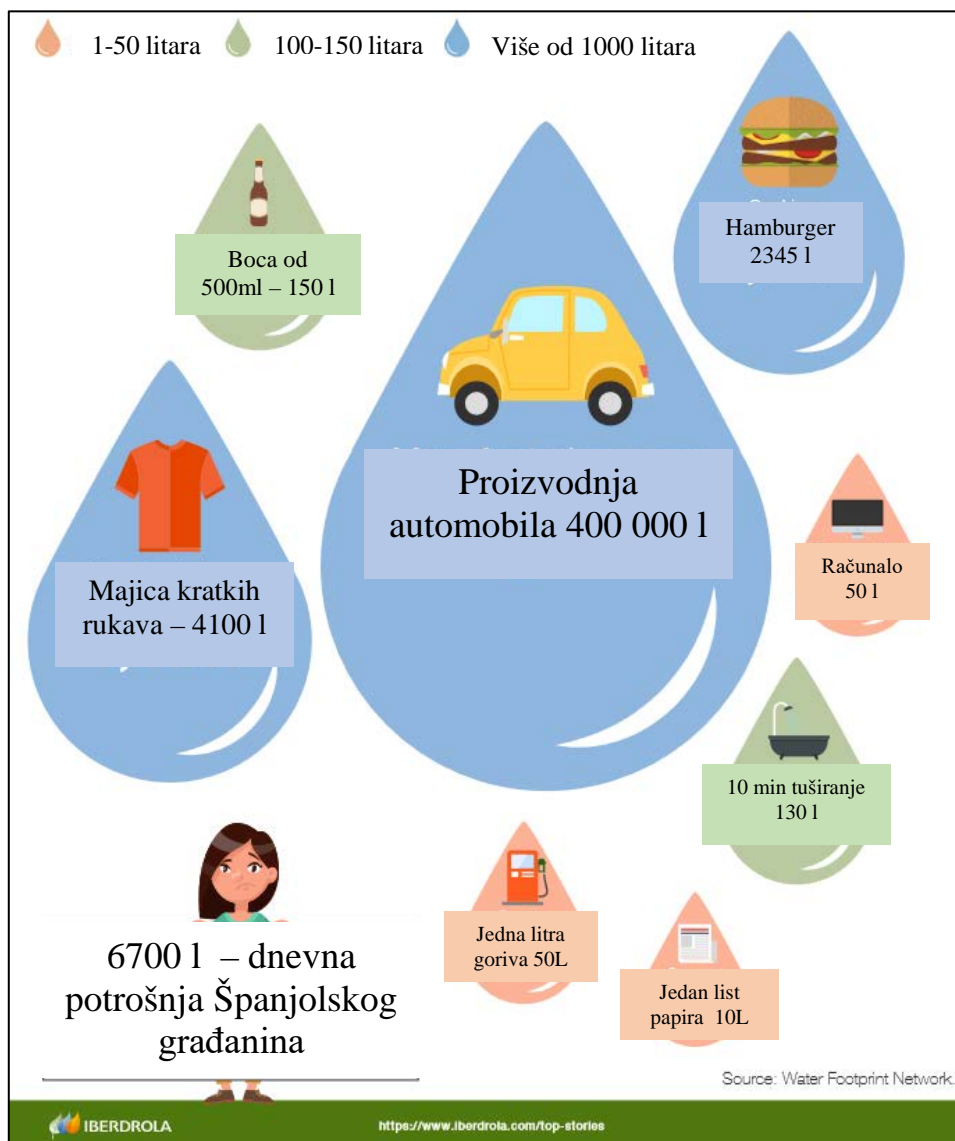 1-50 litara
100-150 litara
Više od 1000 litara
Hamburger
2345 l
Boca od
500ml – 150 l
Proizvodnja
automobila 400 000 l
Majica kratkih
rukava – 4100 l
Računalo
50 l
10 min tuširanje
130 l
Jedna litra
goriva 50L
Jedan list
papira 10L
6700 l – dnevna
potrošnja Španjolskog
građanina
Source: Water Footprint Network.
IBERDROLA
https://www.iberdrola.com/top-stories